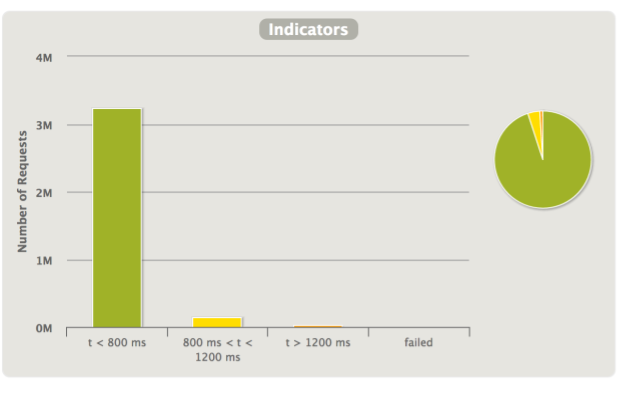 Indicators
4M
3M
2M
1M
0M
Number of Requests
t < 800 ms
800 ms < t <
1200 ms
t > 1200 ms
failed